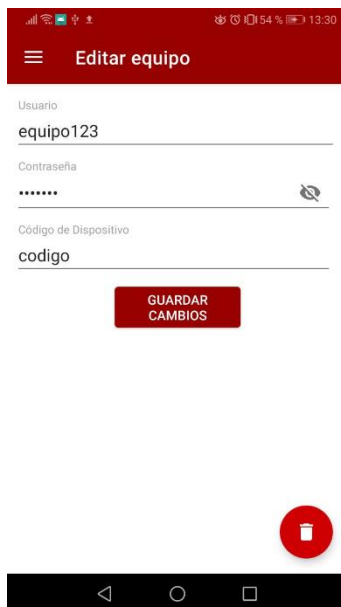 54 % 13:30
Editar equipo
Usuario
equipo123
Contraseña
•••••••
Código de Dispositivo
codigo
GUARDAR
CAMBIOS